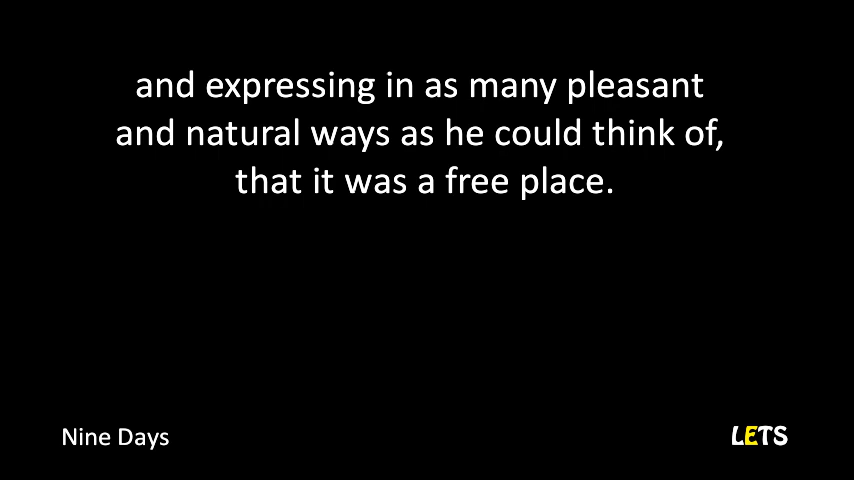 and expressing in as many pleasant
and natural ways as he could think of,
that it was a free place.
Nine Days
LETS